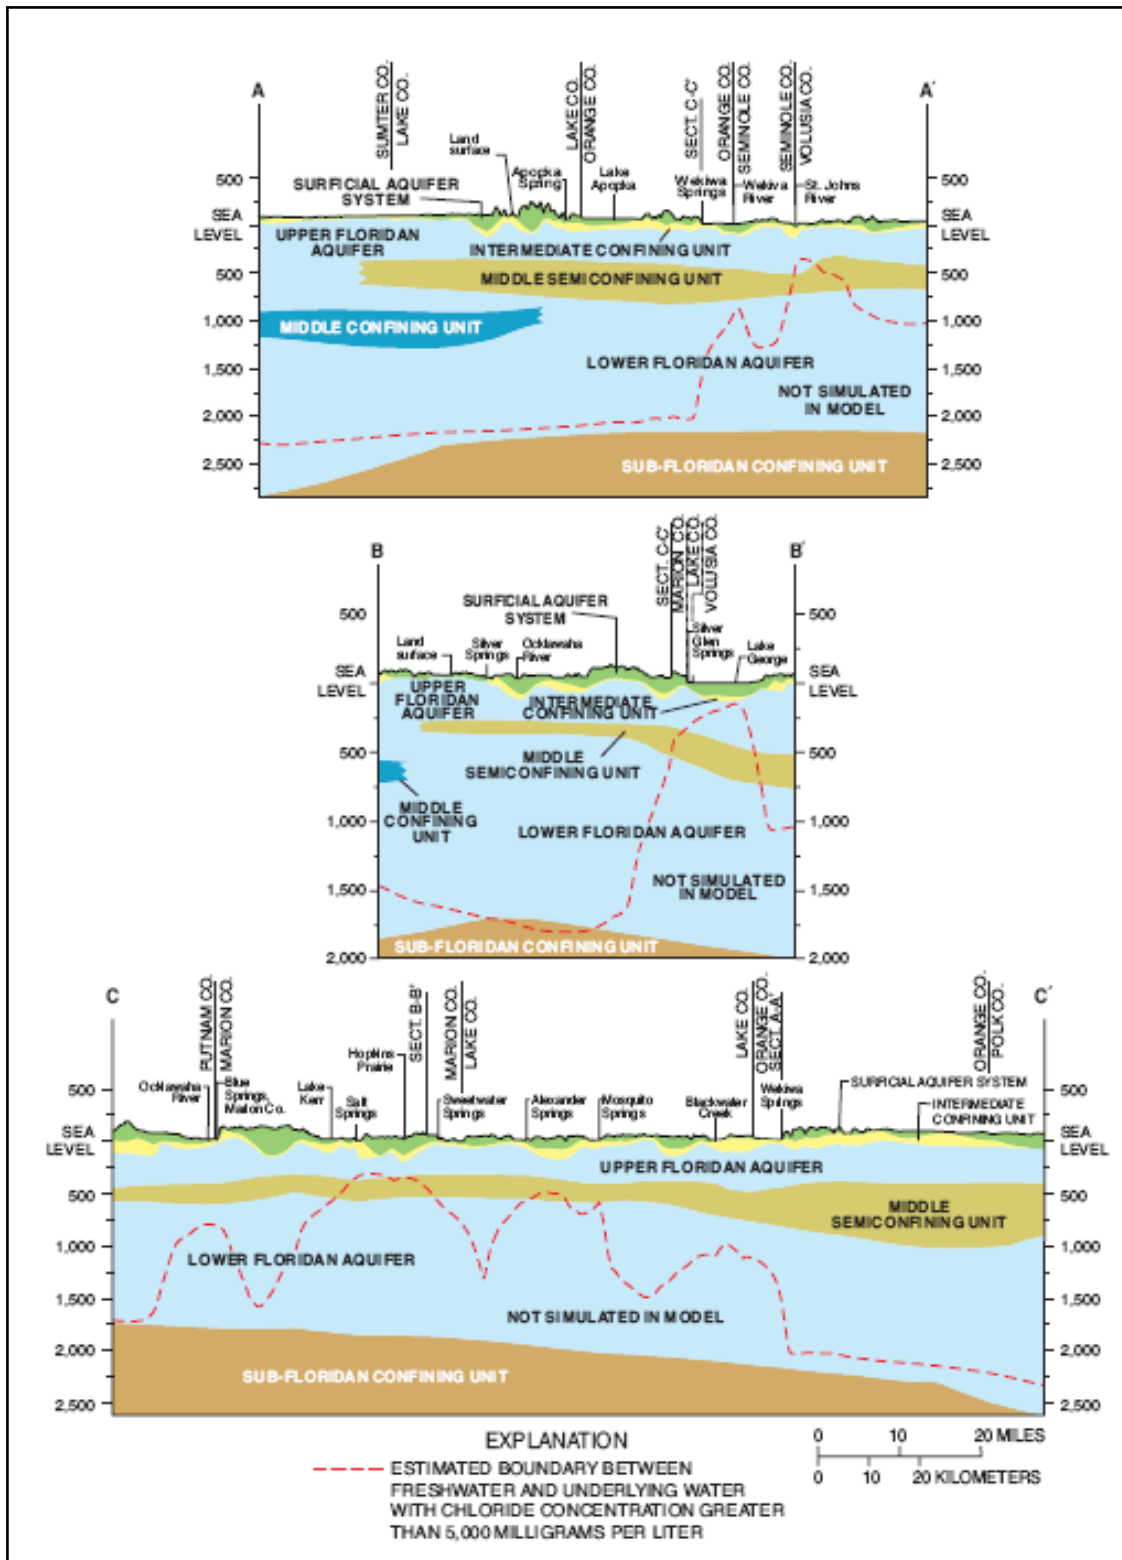 A
SUMTER CO.
LAKE CO.
LAKE CO.
ORANGE CO.
SECT. C-C'
ORANGE CO.
SEMINOLE CO.
SEMINOLE CO.
VOLUSIA CO.
A'
Land
surface
Apopka
Spring
Lake
Apopka
Wekiwa
Springs
Wekiva
River
St. Johns
River
500
SURFICIAL AQUIFER
SYSTEM
500
SEA
LEVEL
SEA
LEVEL
UPPER FLORIDAN
AQUIFER
INTERMEDIATE CONFINING UNIT
500
MIDDLE SEMICONFINING UNIT
500
1,000
MIDDLE CONFINING UNIT
1,000
1,500
LOWER FLORIDAN AQUIFER
1,500
NOT SIMULATED
IN MODEL
2,000
2,000
2,500
SUB-FLORIDAN CONFINING UNIT
2,500
B
SECT. C-C'
MARION CO.
LAKE CO.
VOLUSIA CO.
B'
500
SURFICIAL AQUIFER
SYSTEM
500
Land
surface
Silver
Springs
Ocklawaha
River
Silver
Glen
Springs
Lake
George
SEA
LEVEL
SEA
LEVEL
UPPER
FLORIDAN
AQUIFER
INTERMEDIATE
CONFINING UNIT
500
MIDDLE
SEMICONFINING UNIT
500
MIDDLE
CONFINING
UNIT
1,000
LOWER FLORIDAN AQUIFER
1,000
1,500
NOT SIMULATED
IN MODEL
1,500
SUB-FLORIDAN CONFINING UNIT
2,000
2,000
C
PUTNAM CO.
MARION CO.
SECT. B-B'
MARION CO.
LAKE CO.
LAKE CO.
ORANGE CO.
SECT. A-A'
ORANGE CO.
POLK CO.
C'
500
Ocklawaha
River
Blue
Springs,
Marion Co.
Lake
Kerr
Salt
Springs
Hopkins
Prairie
Sweetwater
Springs
Alexander
Springs
Mosquito
Springs
Blackwater
Creek
Wekiwa
Springs
SURFICIAL AQUIFER SYSTEM
INTERMEDIATE
CONFINING UNIT
500
SEA
LEVEL
SEA
LEVEL
UPPER FLORIDAN AQUIFER
500
MIDDLE
SEMICONFINING UNIT
500
1,000
LOWER FLORIDAN AQUIFER
1,000
1,500
NOT SIMULATED IN MODEL
1,500
2,000
2,000
2,500
SUB-FLORIDAN CONFINING UNIT
2,500
EXPLANATION
ESTIMATED BOUNDARY BETWEEN
FRESHWATER AND UNDERLYING WATER
WITH CHLORIDE CONCENTRATION GREATER
THAN 5,000 MILLIGRAMS PER LITER
0 10 20 MILES
0 10 20 KILOMETERS